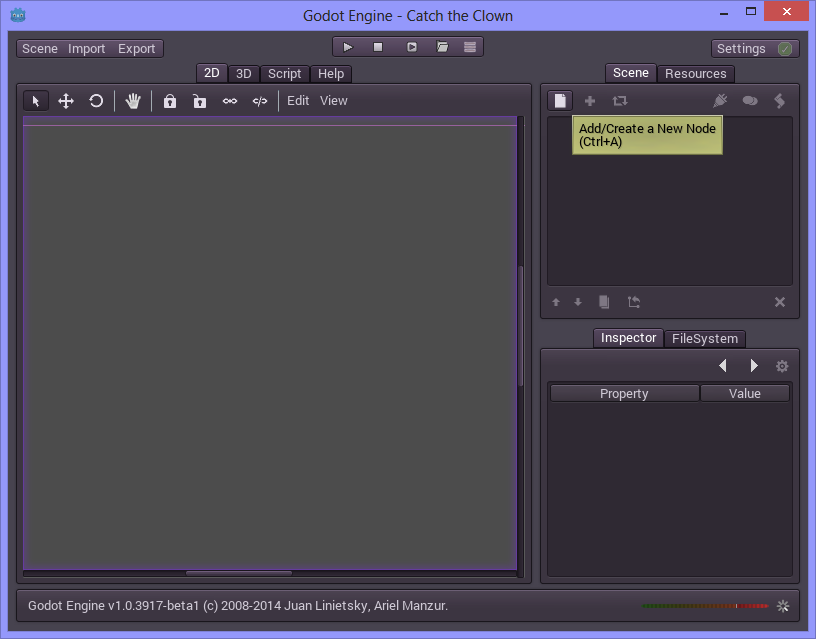 Godot Engine - Catch the Clown
Scene Import Export
Settings
2D 3D Script Help
Scene Resources
Edit View
Add/Create a New Node
(Ctrl+A)
Inspector FileSystem
Property Value
Godot Engine v1.0.3917-beta1 (c) 2008-2014 Juan Linietsky, Ariel Manzur.